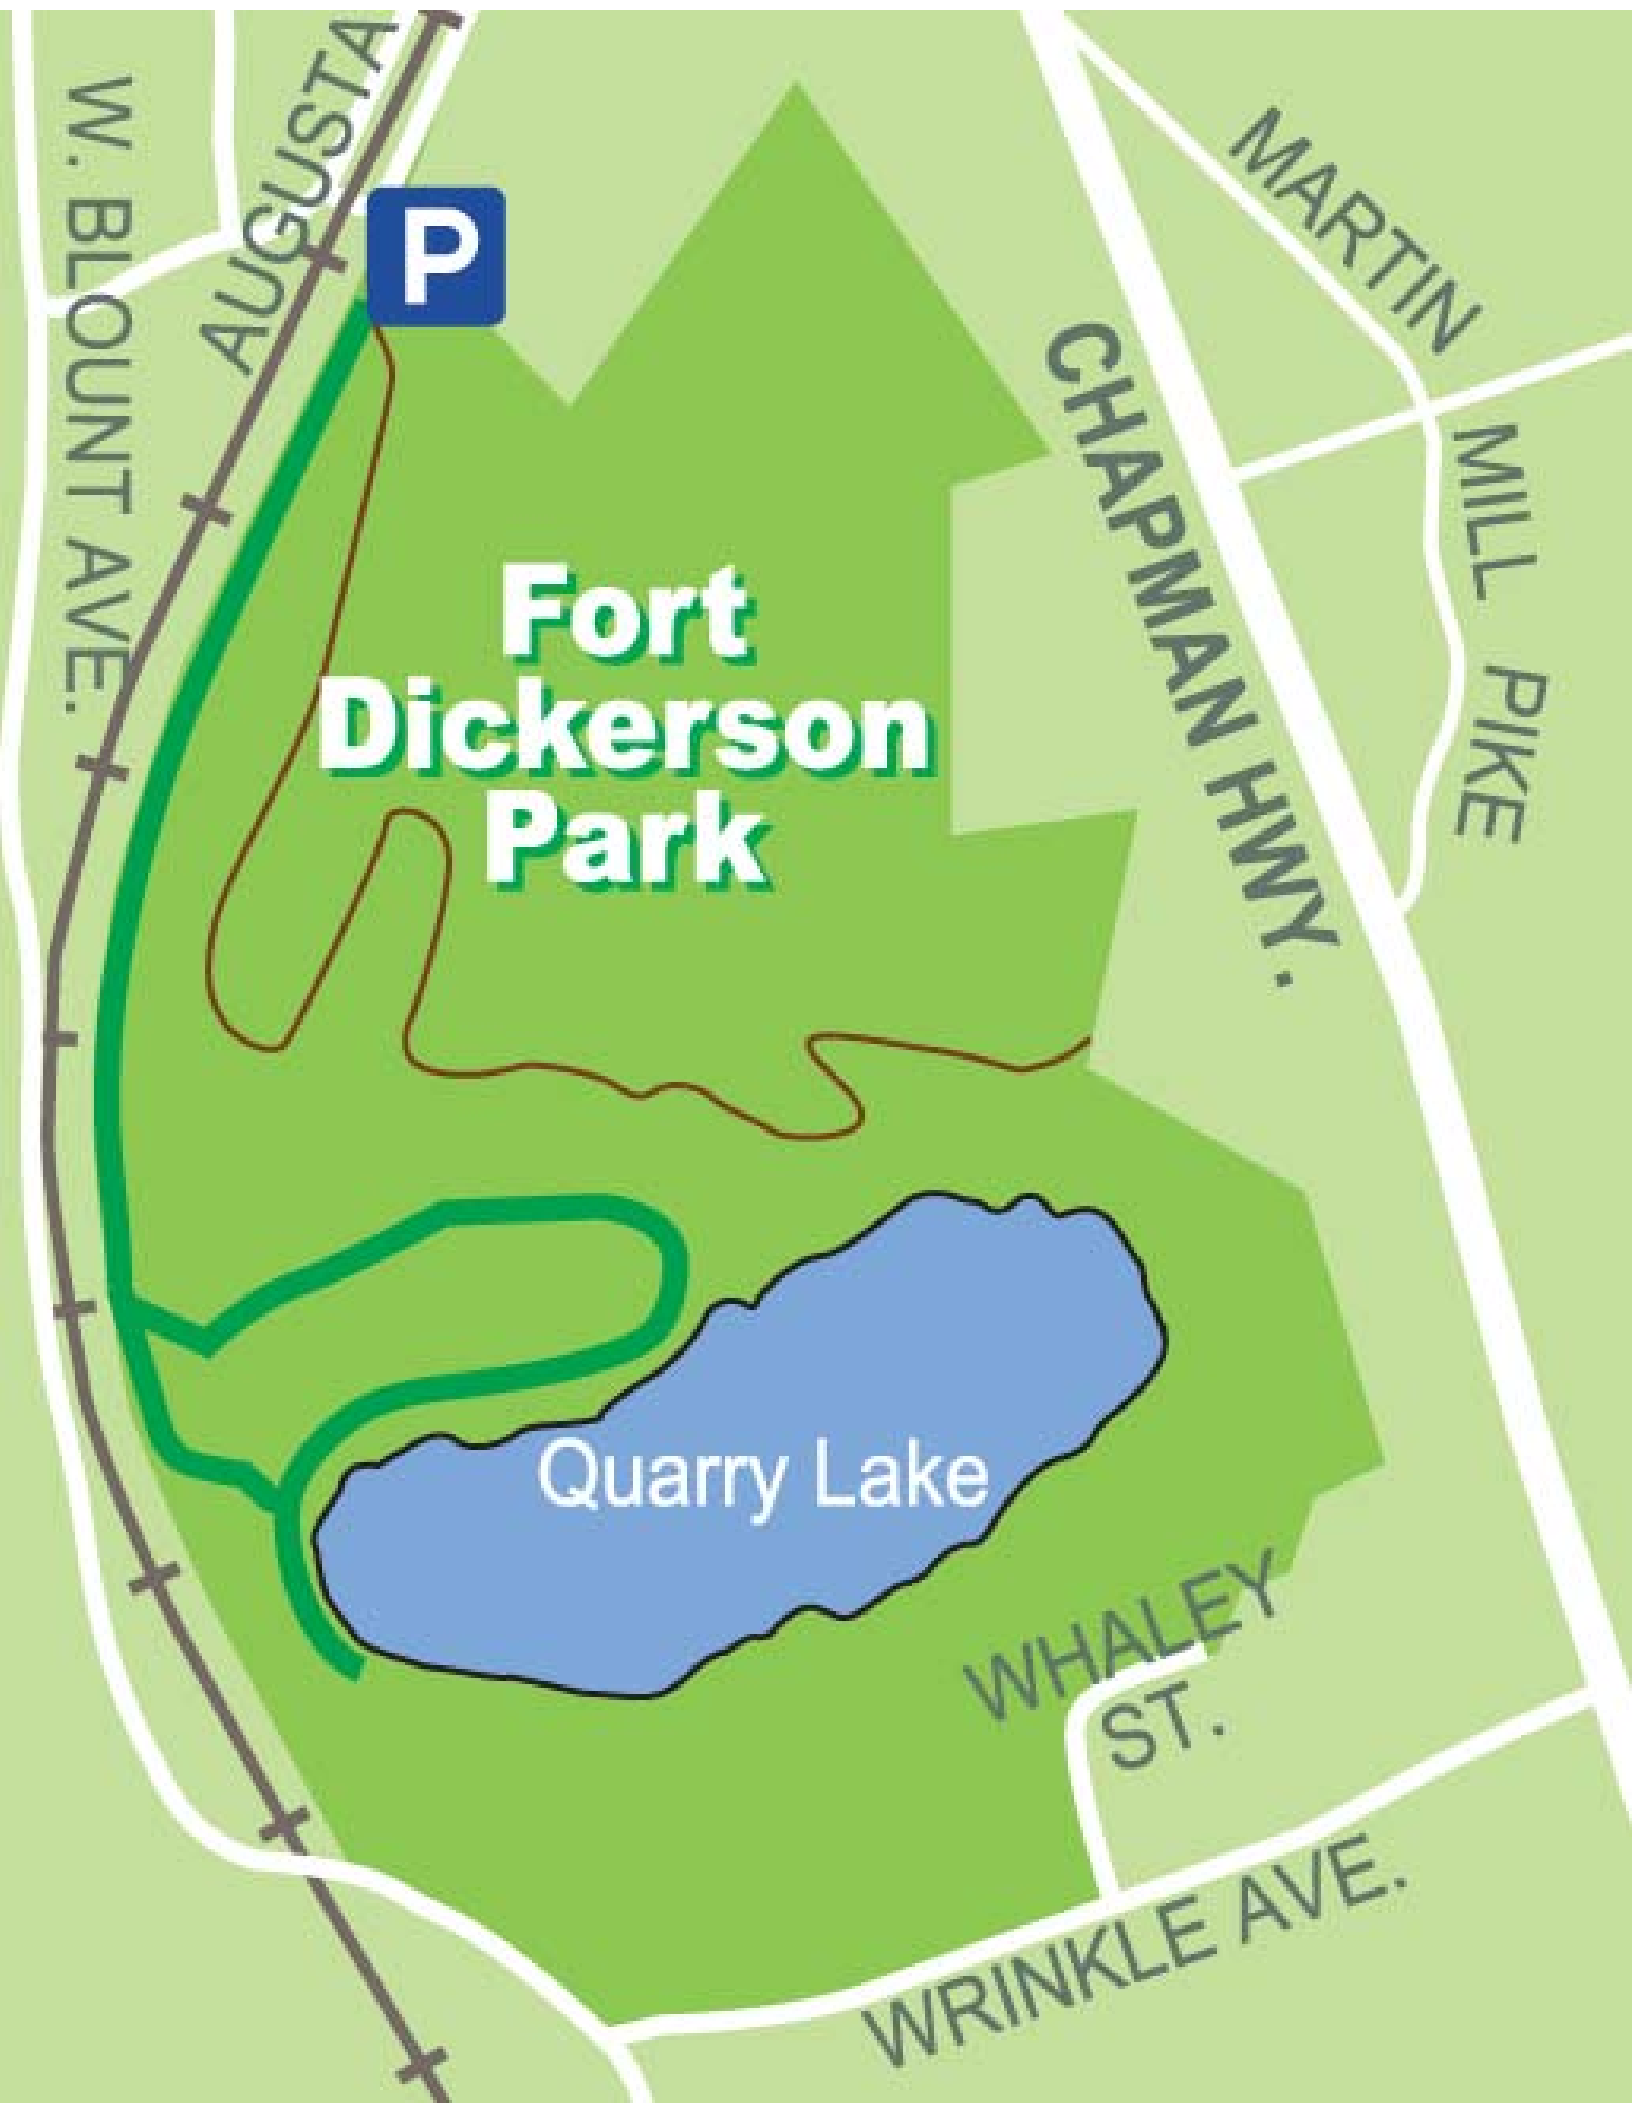 W. BLOUNT AVE.
AUGUSTA
P
MARTIN
MILL
PIKE
CHAPMAN HWY.
Fort
Dickerson
Park
Quarry Lake
WHALEY
ST.
WRINKLE AVE.